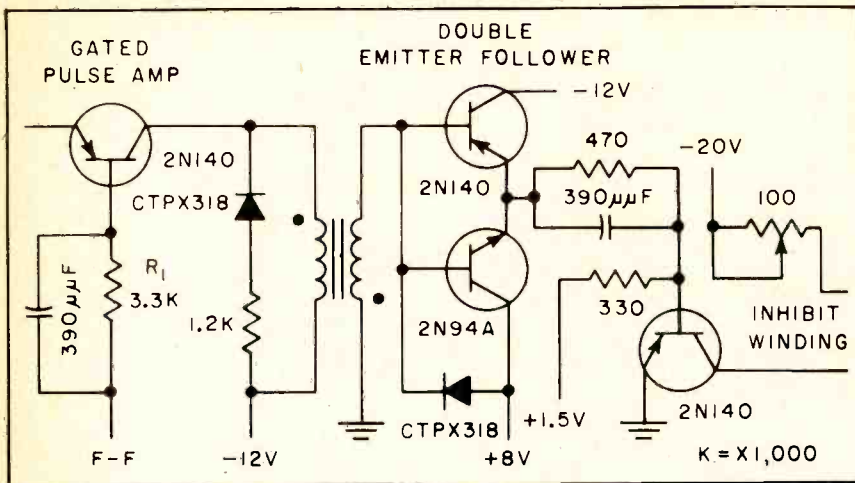 GATED
PULSE AMP
DOUBLE
EMITTER FOLLOWER
-12V
2N140
CTPX318
2N140
470
390μμF
-20V
100
390μμF
R₁
3.3K
1.2K
2N94A
330
INHIBIT
WINDING
CTPX318
+1.5V
2N140
F-F
-12V
+8V
K = X1,000